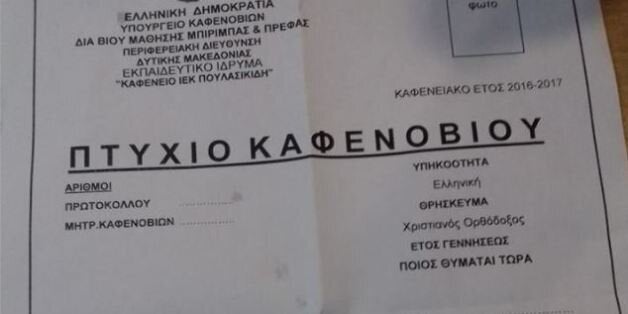 ΕΛΛΗΝΙΚΗ ΔΗΜΟΚΡΑΤΙΑ
ΥΠΟΥΡΓΕΙΟ ΚΑΦΕΝΟΒΙΩΝ
ΔΙΑ ΒΙΟΥ ΜΑΘΗΣΗΣ ΜΠΙΡΙΜΠΑΣ & ΠΡΕΦΑΣ
ΠΕΡΙΦΕΡΕΙΑΚΗ ΔΙΕΥΘΥΝΣΗ
ΔΥΤΙΚΗΣ ΜΑΚΕΔΟΝΙΑΣ
ΕΚΠΑΙΔΕΥΤΙΚΟ ΙΔΡΥΜΑ
"ΚΑΦΕΝΕΙΟ ΙΕΚ ΠΟΥΛΑΣΙΚΙΔΗ"
φωτο
ΚΑΦΕΝΕΙΑΚΟ ΕΤΟΣ 2016-2017
ΠΤΥΧΙΟ ΚΑΦΕΝΟΒΙΟΥ
ΑΡΙΘΜΟΙ
ΠΡΩΤΟΚΟΛΛΟΥ ..................
ΜΗΤΡ.ΚΑΦΕΝΟΒΙΩΝ ..................
ΥΠΗΚΟΟΤΗΤΑ
Ελληνική
ΘΡΗΣΚΕΥΜΑ
Χριστιανός Ορθόδοξος
ΕΤΟΣ ΓΕΝΝΗΣΕΩΣ
ΠΟΙΟΣ ΘΥΜΑΤΑΙ ΤΩΡΑ